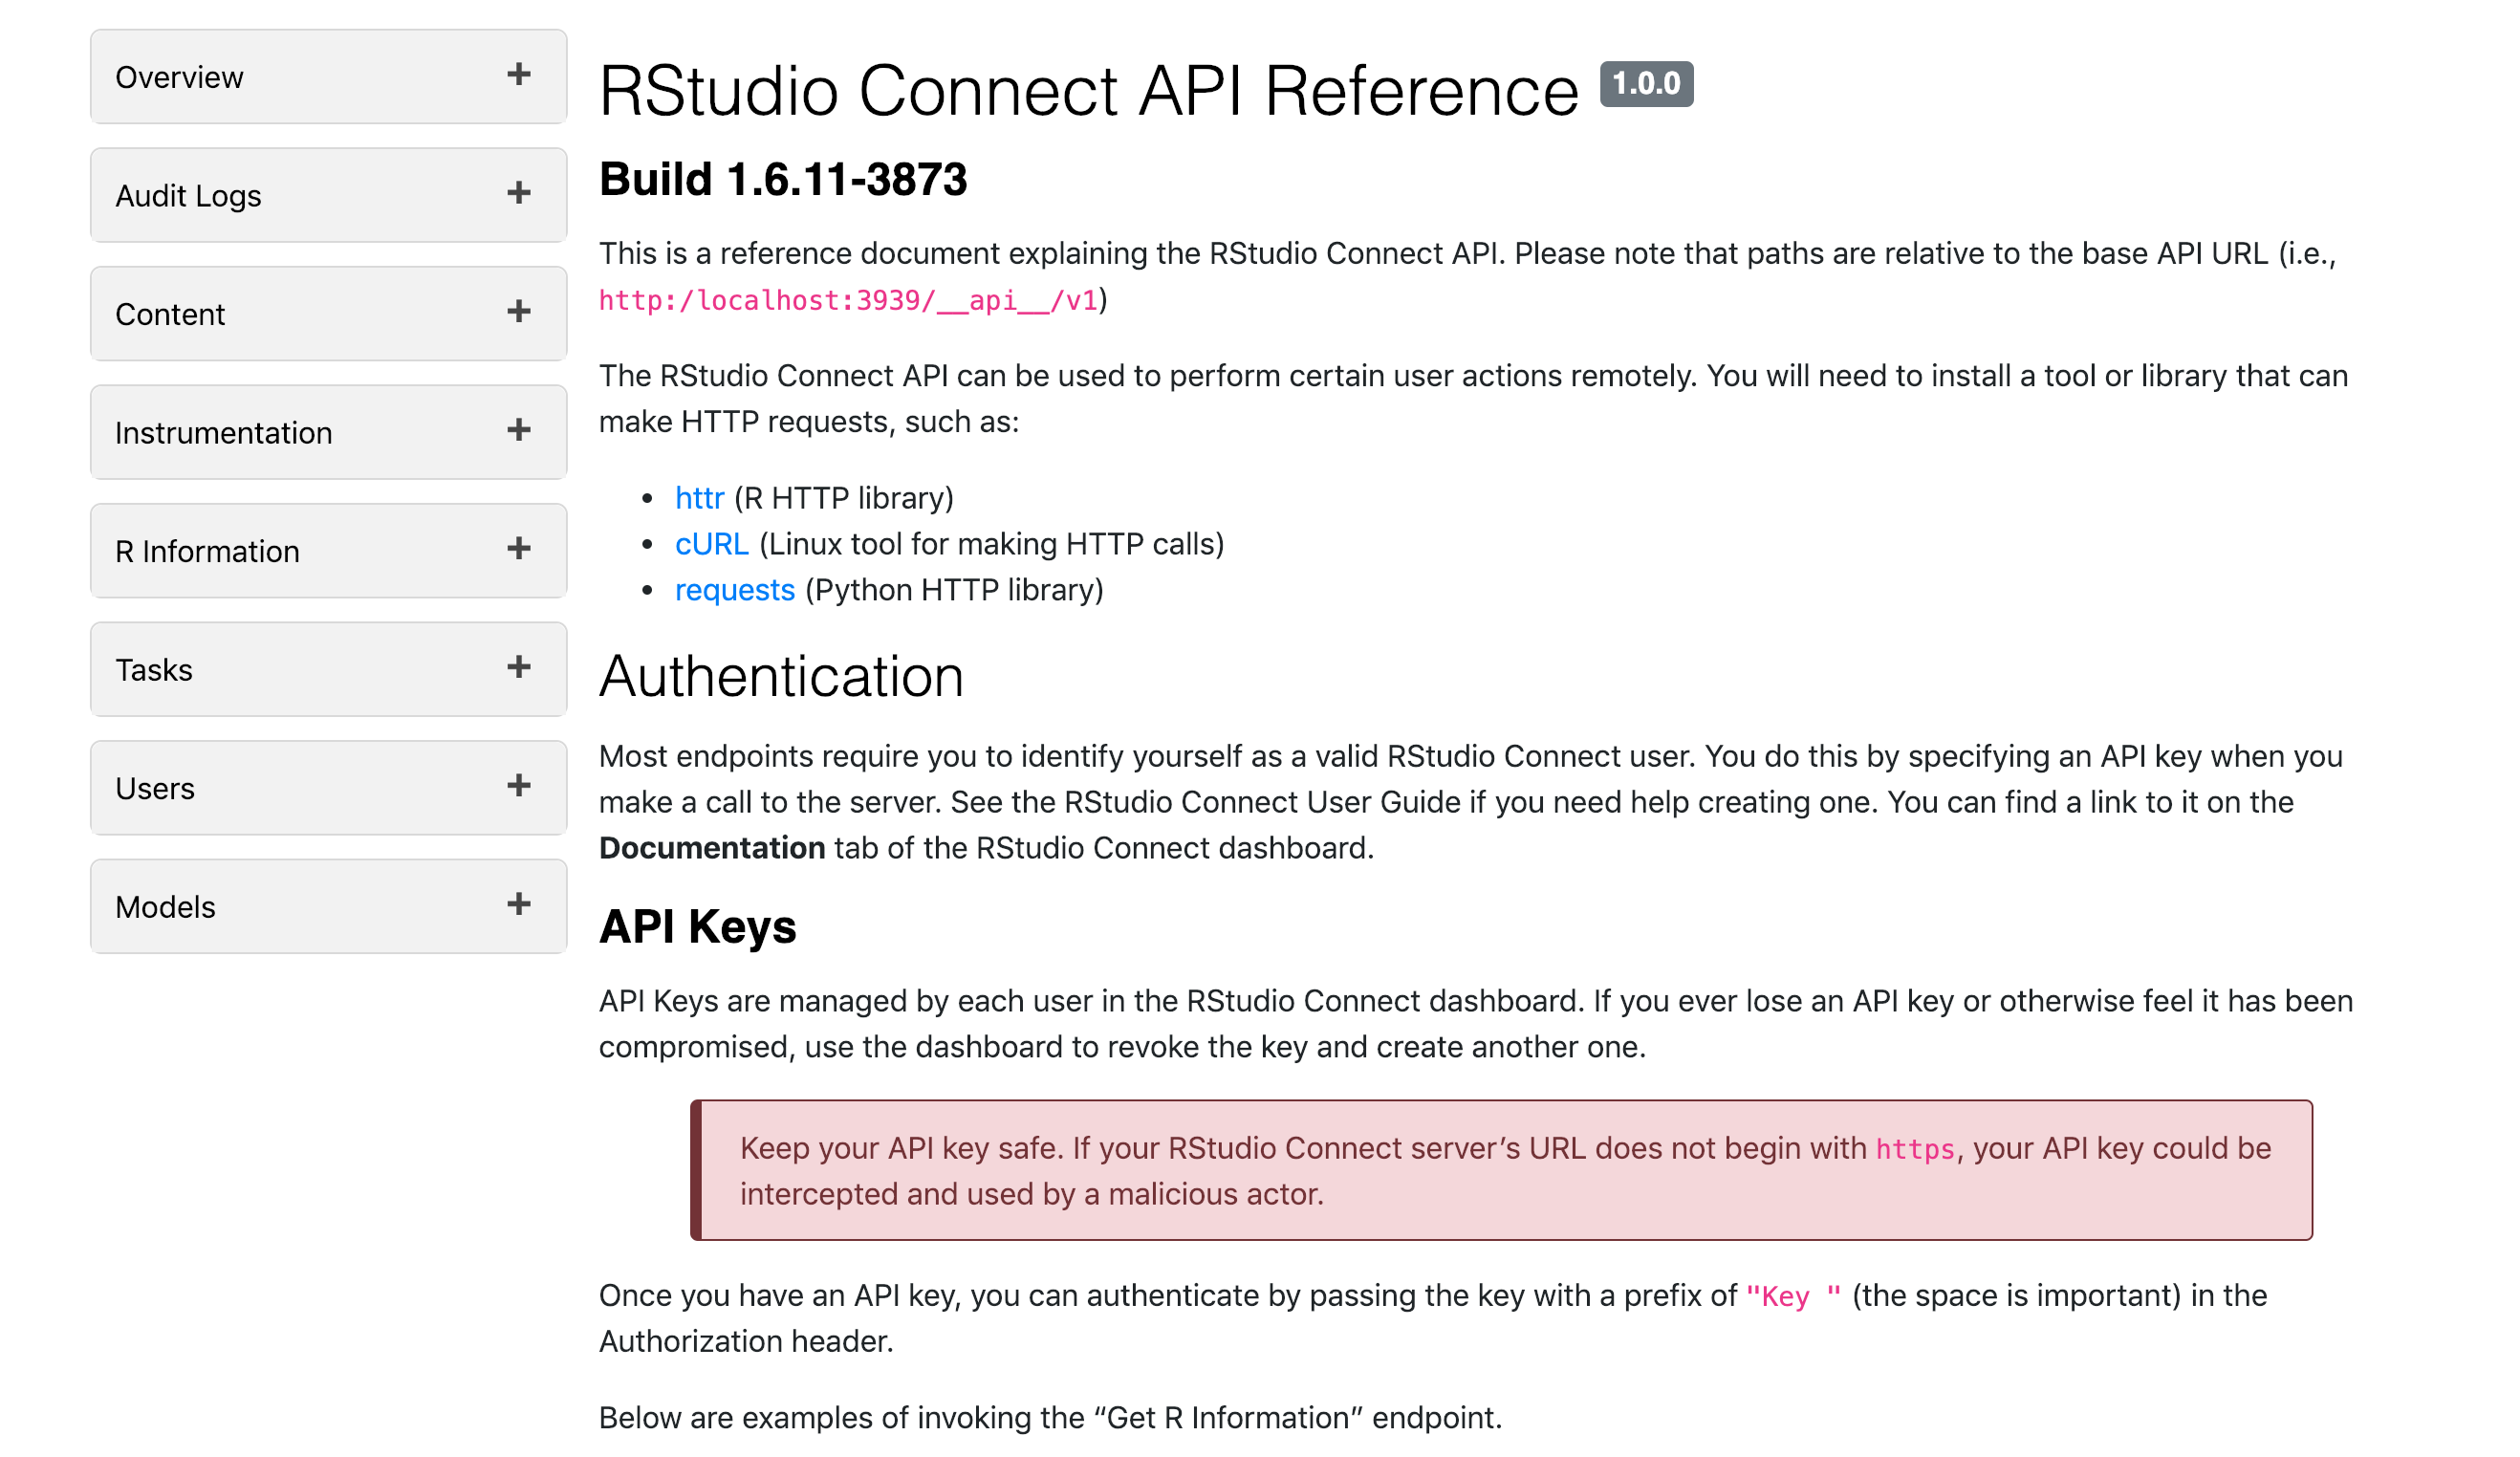 Overview +
Audit Logs +
Content +
Instrumentation +
R Information +
Tasks +
Users +
Models +
RStudio Connect API Reference 1.0.0
Build 1.6.11-3873
This is a reference document explaining the RStudio Connect API. Please note that paths are relative to the base API URL (i.e.,
http:/localhost:3939/__api__/v1)
The RStudio Connect API can be used to perform certain user actions remotely. You will need to install a tool or library that can
make HTTP requests, such as:
• httr (R HTTP library)
• cURL (Linux tool for making HTTP calls)
• requests (Python HTTP library)
Authentication
Most endpoints require you to identify yourself as a valid RStudio Connect user. You do this by specifying an API key when you
make a call to the server. See the RStudio Connect User Guide if you need help creating one. You can find a link to it on the
Documentation tab of the RStudio Connect dashboard.
API Keys
API Keys are managed by each user in the RStudio Connect dashboard. If you ever lose an API key or otherwise feel it has been
compromised, use the dashboard to revoke the key and create another one.
Keep your API key safe. If your RStudio Connect server’s URL does not begin with https, your API key could be
intercepted and used by a malicious actor.
Once you have an API key, you can authenticate by passing the key with a prefix of "Key " (the space is important) in the
Authorization header.
Below are examples of invoking the “Get R Information” endpoint.